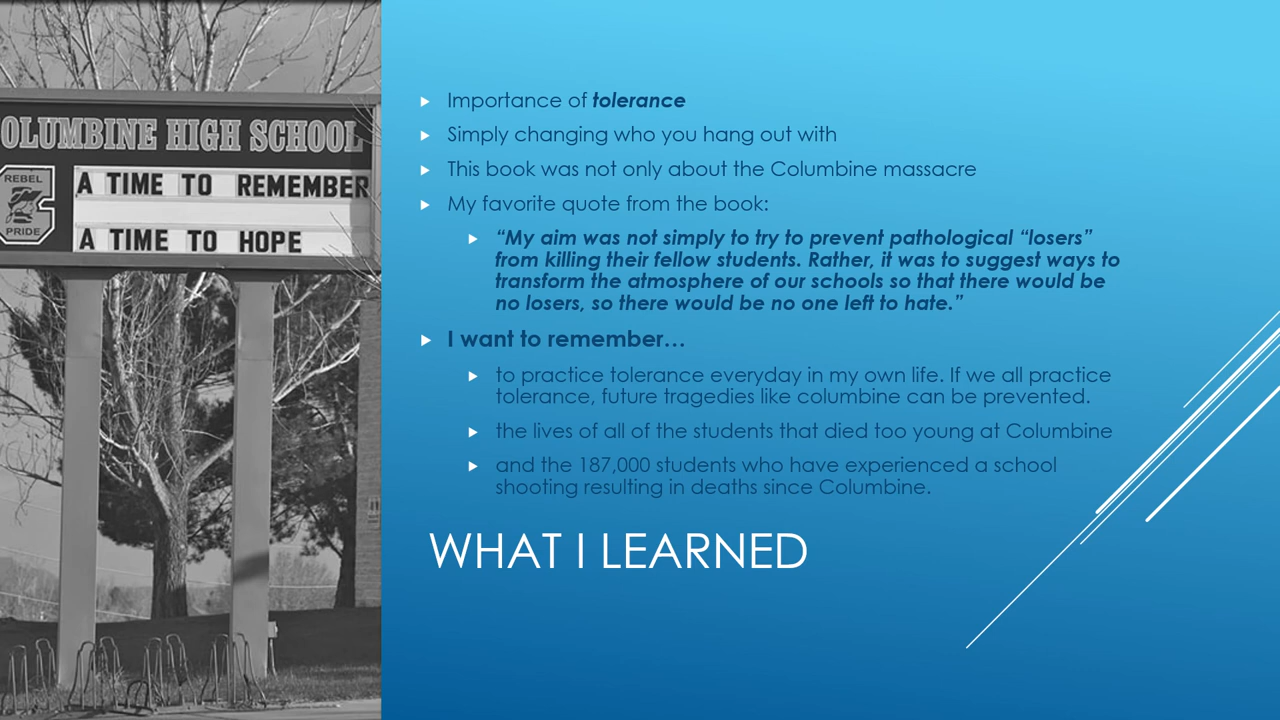 OLUMBINE HIGH SCHOOL
REBEL
PRIDE
A TIME TO REMEMBER
A TIME TO HOPE
Importance of tolerance
Simply changing who you hang out with
This book was not only about the Columbine massacre
My favorite quote from the book:
“My aim was not simply to try to prevent pathological “losers”
from killing their fellow students. Rather, it was to suggest ways to
transform the atmosphere of our schools so that there would be
no losers, so there would be no one left to hate.”
I want to remember…
to practice tolerance everyday in my own life. If we all practice
tolerance, future tragedies like columbine can be prevented.
the lives of all of the students that died too young at Columbine
and the 187,000 students who have experienced a school
shooting resulting in deaths since Columbine.
WHAT I LEARNED